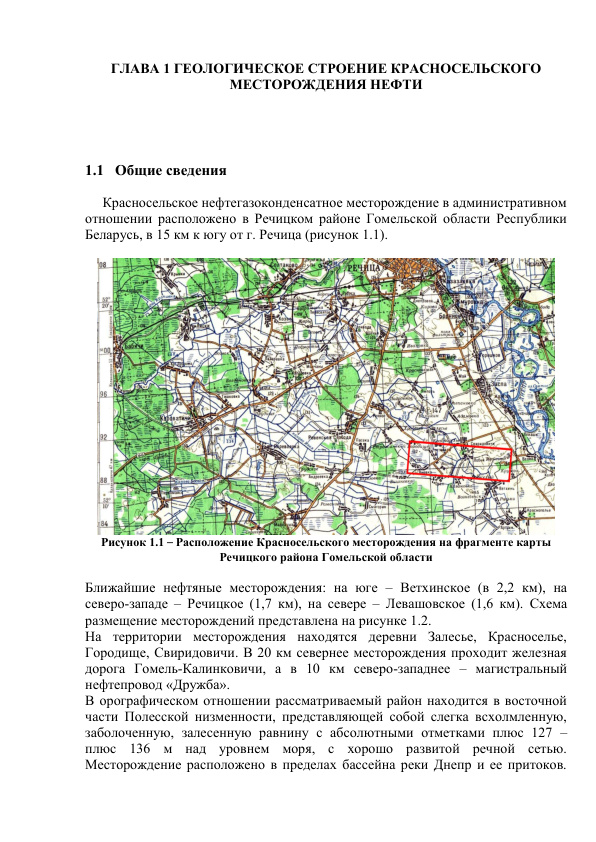 ГЛАВА 1 ГЕОЛОГИЧЕСКОЕ СТРОЕНИЕ КРАСНОСЕЛЬСКОГО
МЕСТОРОЖДЕНИЯ НЕФТИ
1.1 Общие сведения
Красносельское нефтегазоконденсатное месторождение в административном
отношении расположено в Речицком районе Гомельской области Республики
Беларусь, в 15 км к югу от г. Речица (рисунок 1.1).
РЕЧИЦА
Рисунок 1.1 – Расположение Красносельского месторождения на фрагменте карты
Речицкого района Гомельской области
Ближайшие нефтяные месторождения: на юге – Ветхинское (в 2,2 км), на
северо-западе – Речицкое (1,7 км), на севере – Левашовское (1,6 км). Схема
размещение месторождений представлена на рисунке 1.2.
На территории месторождения находятся деревни Залесье, Красноселье,
Городище, Свиридовичи. В 20 км севернее месторождения проходит железная
дорога Гомель-Калинковичи, а в 10 км северо-западнее – магистральный
нефтепровод «Дружба».
В орографическом отношении рассматриваемый район находится в восточной
части Полесской низменности, представляющей собой слегка всхолмленную,
заболоченную, залесенную равнину с абсолютными отметками плюс 127 –
плюс 136 м над уровнем моря, с хорошо развитой речной сетью.
Месторождение расположено в пределах бассейна реки Днепр и ее притоков.